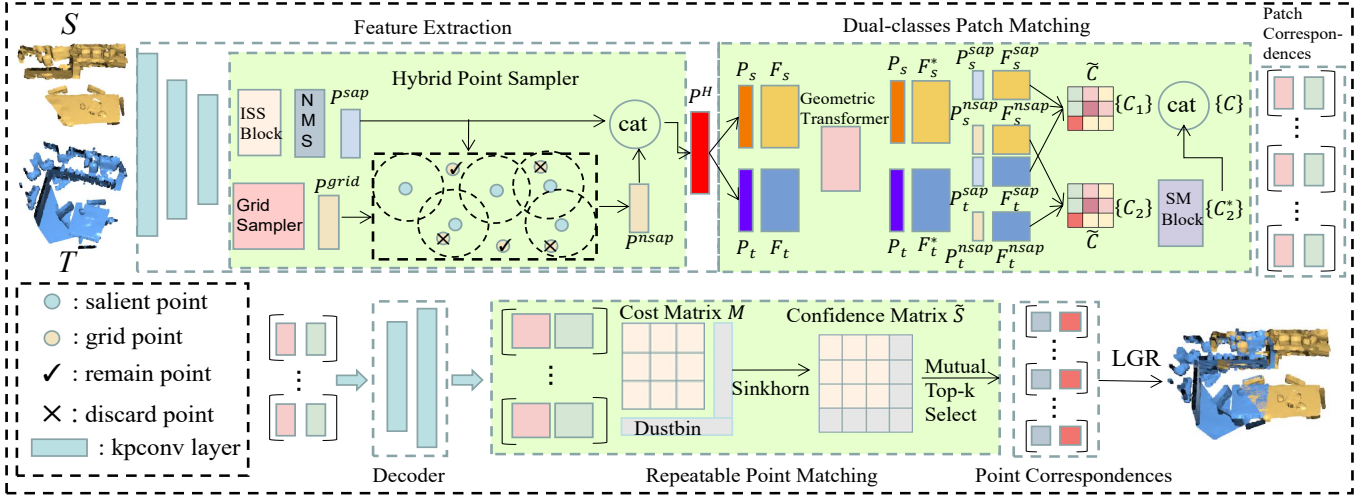 S
T
Feature Extraction
Hybrid Point Sampler
ISS
Block
N
M
S
P^{sap}
Grid
Sampler
P^{grid}
cat
P^{nsap}
P^H
Dual-classes Patch Matching
P_s
F_s
P_t
F_t
Geometric
Transformer
P_s
F_s^*
P_t
F_t^*
P_s^{sap}
F_s^{sap}
P_s^{nsap}
F_s^{nsap}
P_t^{sap}
F_t^{sap}
P_t^{nsap}
F_t^{nsap}
C̃
{C_1}
{C_2}
C̃
cat
{C}
SM
Block
{C_2^*}
Patch
Correspon-
dences
: salient point
: grid point
: remain point
: discard point
: kpconv layer
Decoder
Cost Matrix M
Dustbin
Sinkhorn
Confidence Matrix S̃
Mutual
Top-k
Select
Repeatable Point Matching
Point Correspondences
LGR